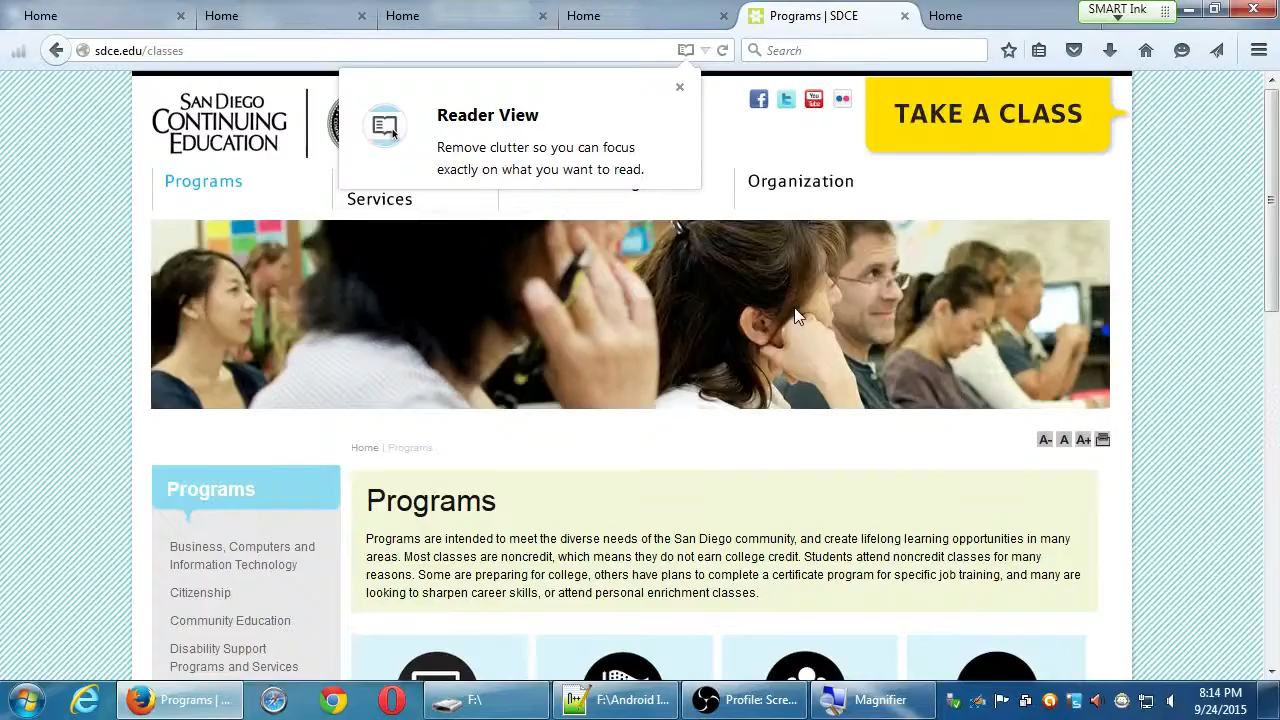 Home
Home
Home
Home
Programs | SDCE
Home
SMART Ink
sdce.edu/classes
Search
SAN DIEGO
CONTINUING
EDUCATION
Reader View
Remove clutter so you can focus
exactly on what you want to read.
You
Tube
TAKE A CLASS
Programs
Services
Organization
Home | Programs
A- A A+
Programs
Business, Computers and
Information Technology
Citizenship
Community Education
Disability Support
Programs and Services
Programs
Programs are intended to meet the diverse needs of the San Diego community, and create lifelong learning opportunities in many
areas. Most classes are noncredit, which means they do not earn college credit. Students attend noncredit classes for many
reasons. Some are preparing for college, others have plans to complete a certificate program for specific job training, and many are
looking to sharpen career skills, or attend personal enrichment classes.
Programs | ...
F:\
F:\Android I...
Profile: Scre...
Magnifier
8:14 PM
9/24/2015